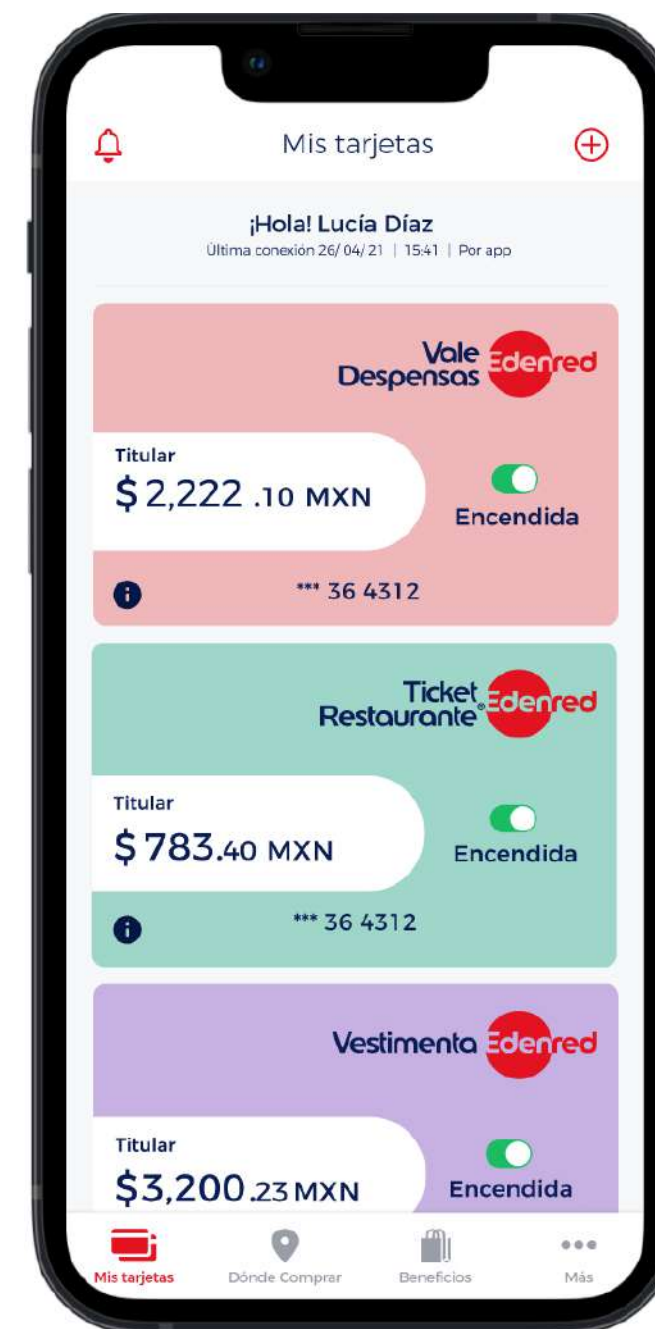 Mis tarjetas
¡Hola! Lucía Díaz
Última conexión 26/ 04/ 21 | 15:41 | Por app
Vale
Despensas Edenred
Titular
$ 2,222 .10 MXN
Encendida
*** 36 4312
Ticket
Restaurante® Edenred
Titular
$ 783.40 MXN
Encendida
*** 36 4312
Vestimenta Edenred
Titular
$3,200.23 MXN
Encendida
Mis tarjetas Dónde Comprar Beneficios Más